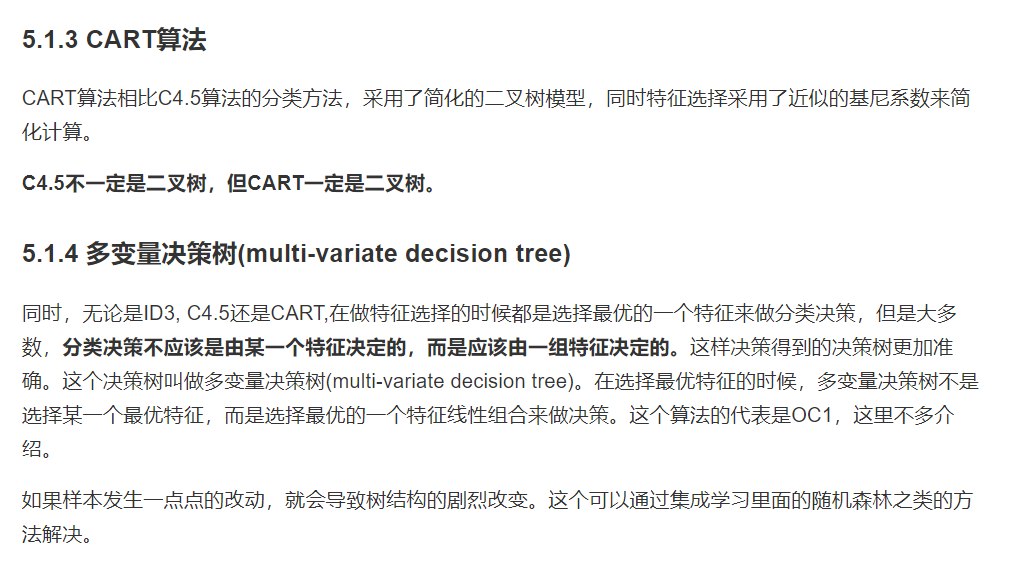 5.1.3 CART算法
CART算法相比C4.5算法的分类方法，采用了简化的二叉树模型，同时特征选择采用了近似的基尼系数来简
化计算。
C4.5不一定是二叉树，但CART一定是二叉树。
5.1.4 多变量决策树(multi-variate decision tree)
同时，无论是ID3, C4.5还是CART,在做特征选择的时候都是选择最优的一个特征来做分类决策，但是大多
数，分类决策不应该是由某一个特征决定的，而是应该由一组特征决定的。这样决策得到的决策树更加准
确。这个决策树叫做多变量决策树(multi-variate decision tree)。在选择最优特征的时候，多变量决策树不是
选择某一个最优特征，而是选择最优的一个特征线性组合来做决策。这个算法的代表是OC1，这里不多介
绍。
如果样本发生一点点的改动，就会导致树结构的剧烈改变。这个可以通过集成学习里面的随机森林之类的方
法解决。